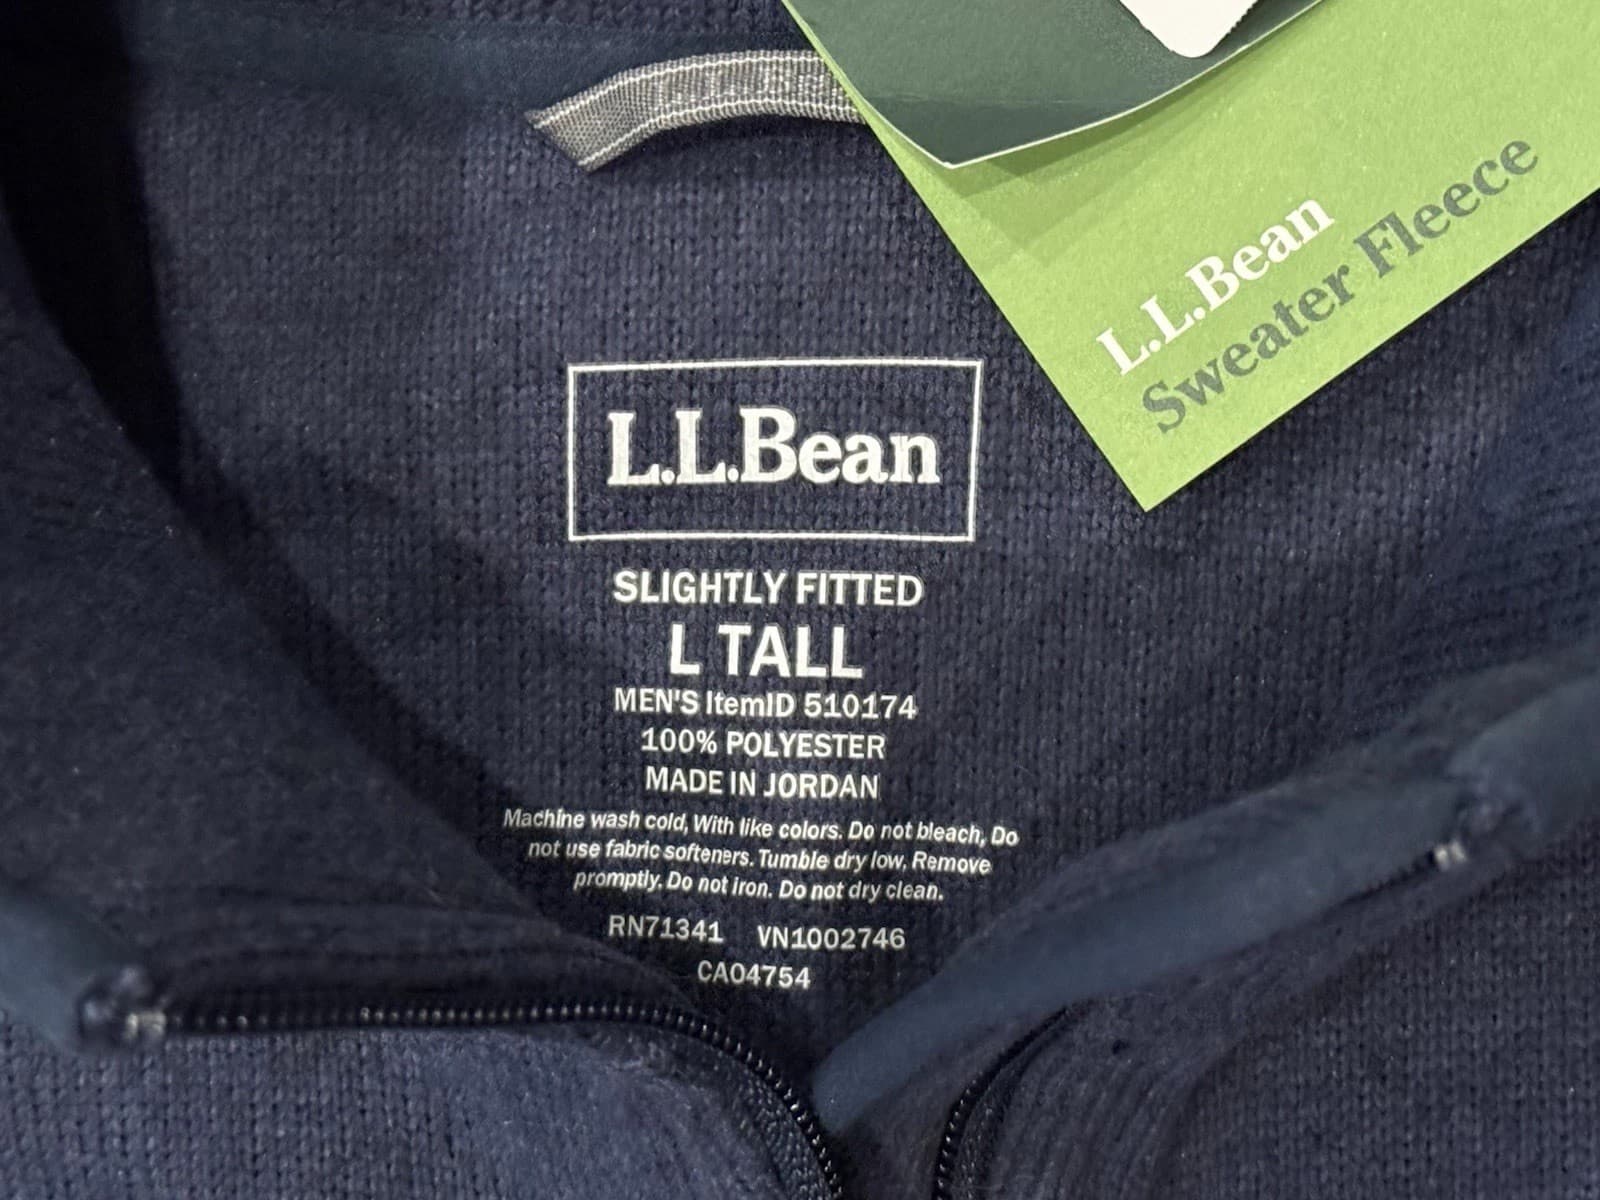 L.L.Bean
Sweater Fleece
L.L.Bean
SLIGHTLY FITTED
L TALL
MEN'S ItemID 510174
100% POLYESTER
MADE IN JORDAN
Machine wash cold, With like colors. Do not bleach, Do
not use fabric softeners. Tumble dry low. Remove
promptly. Do not iron. Do not dry clean.
RN71341 VN1002746
CA04754